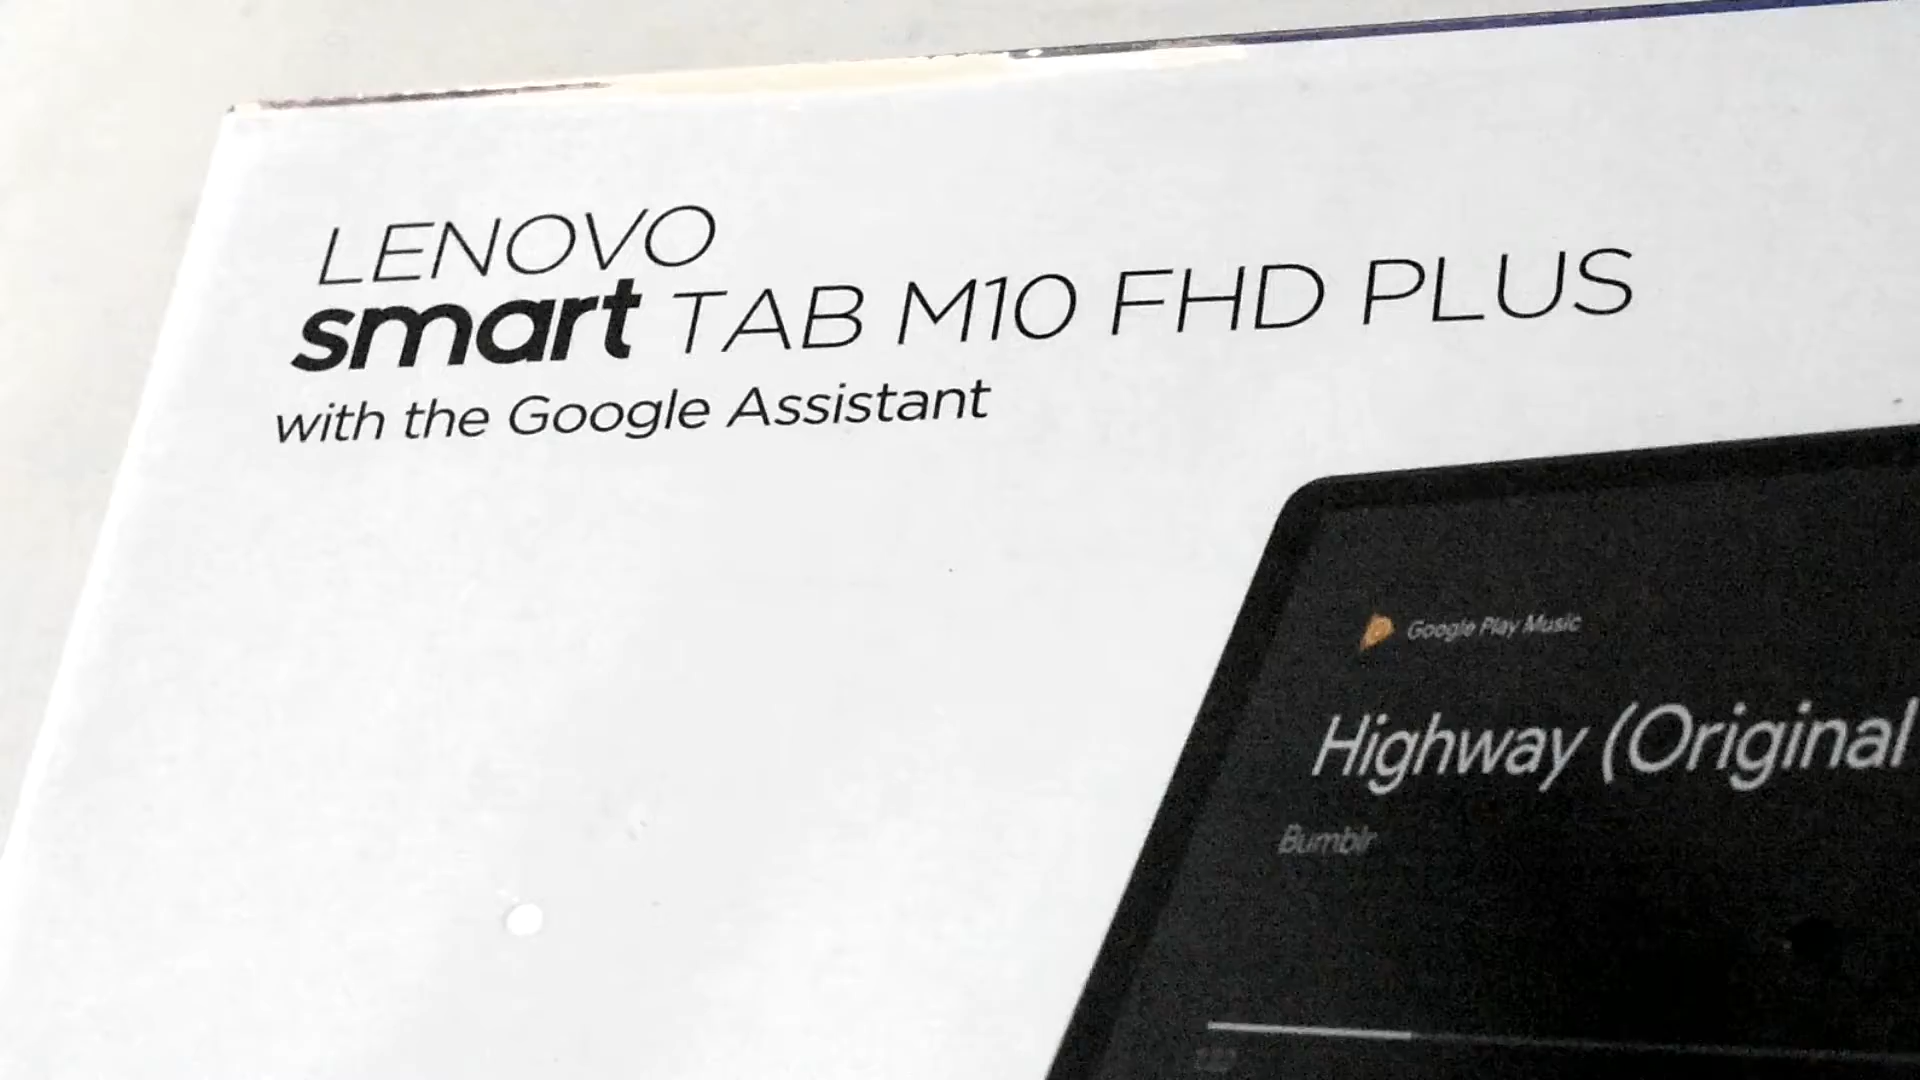 LENOVO
smart TAB M10 FHD PLUS
with the Google Assistant
Google Play Music
Highway (Original
Bumblr